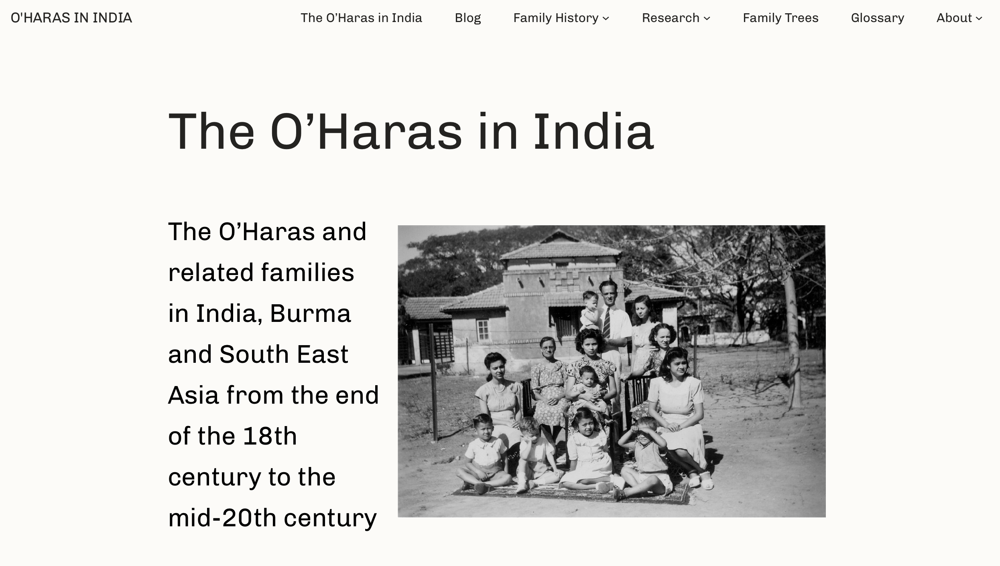 O'HARAS IN INDIA
The O’Haras in India
Blog
Family History
Research
Family Trees
Glossary
About
The O’Haras in India
The O’Haras and
related families
in India, Burma
and South East
Asia from the end
of the 18th
century to the
mid-20th century